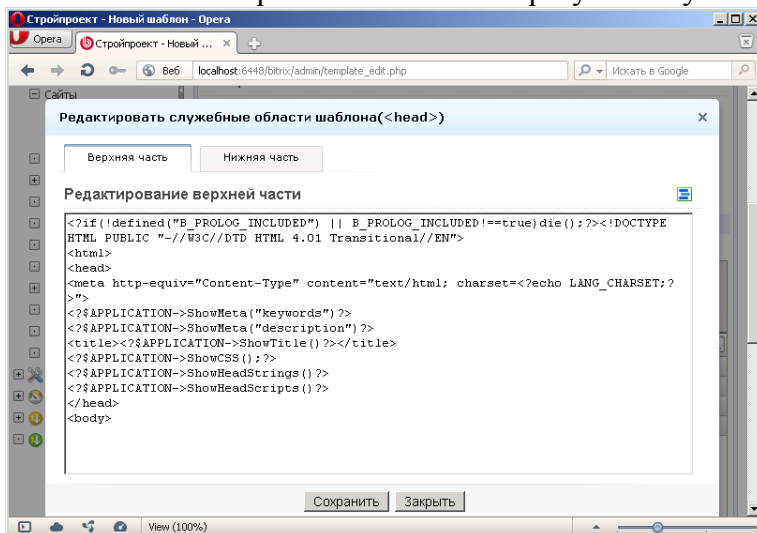 Стройпроект - Новый шаблон - Opera
Opera
Стройпроект - Новый ...
Веб
localhost:6448/bitrix/admin/template_edit.php
Искать в Google
Сайты
Редактировать служебные области шаблона(<head>)
Верхняя часть
Нижняя часть
Редактирование верхней части
<?if(!defined("B_PROLOG_INCLUDED") || B_PROLOG_INCLUDED!==true)die();?><!DOCTYPE
HTML PUBLIC "-//W3C//DTD HTML 4.01 Transitional//EN">
<html>
<head>
<meta http-equiv="Content-Type" content="text/html; charset=<?echo LANG_CHARSET;?
>">
<?$APPLICATION->ShowMeta("keywords")?>
<?$APPLICATION->ShowMeta("description")?>
<title><?$APPLICATION->ShowTitle()?></title>
<?$APPLICATION->ShowCSS();?>
<?$APPLICATION->ShowHeadStrings()?>
<?$APPLICATION->ShowHeadScripts()?>
</head>
<body>
Сохранить
Закрыть
View (100%)